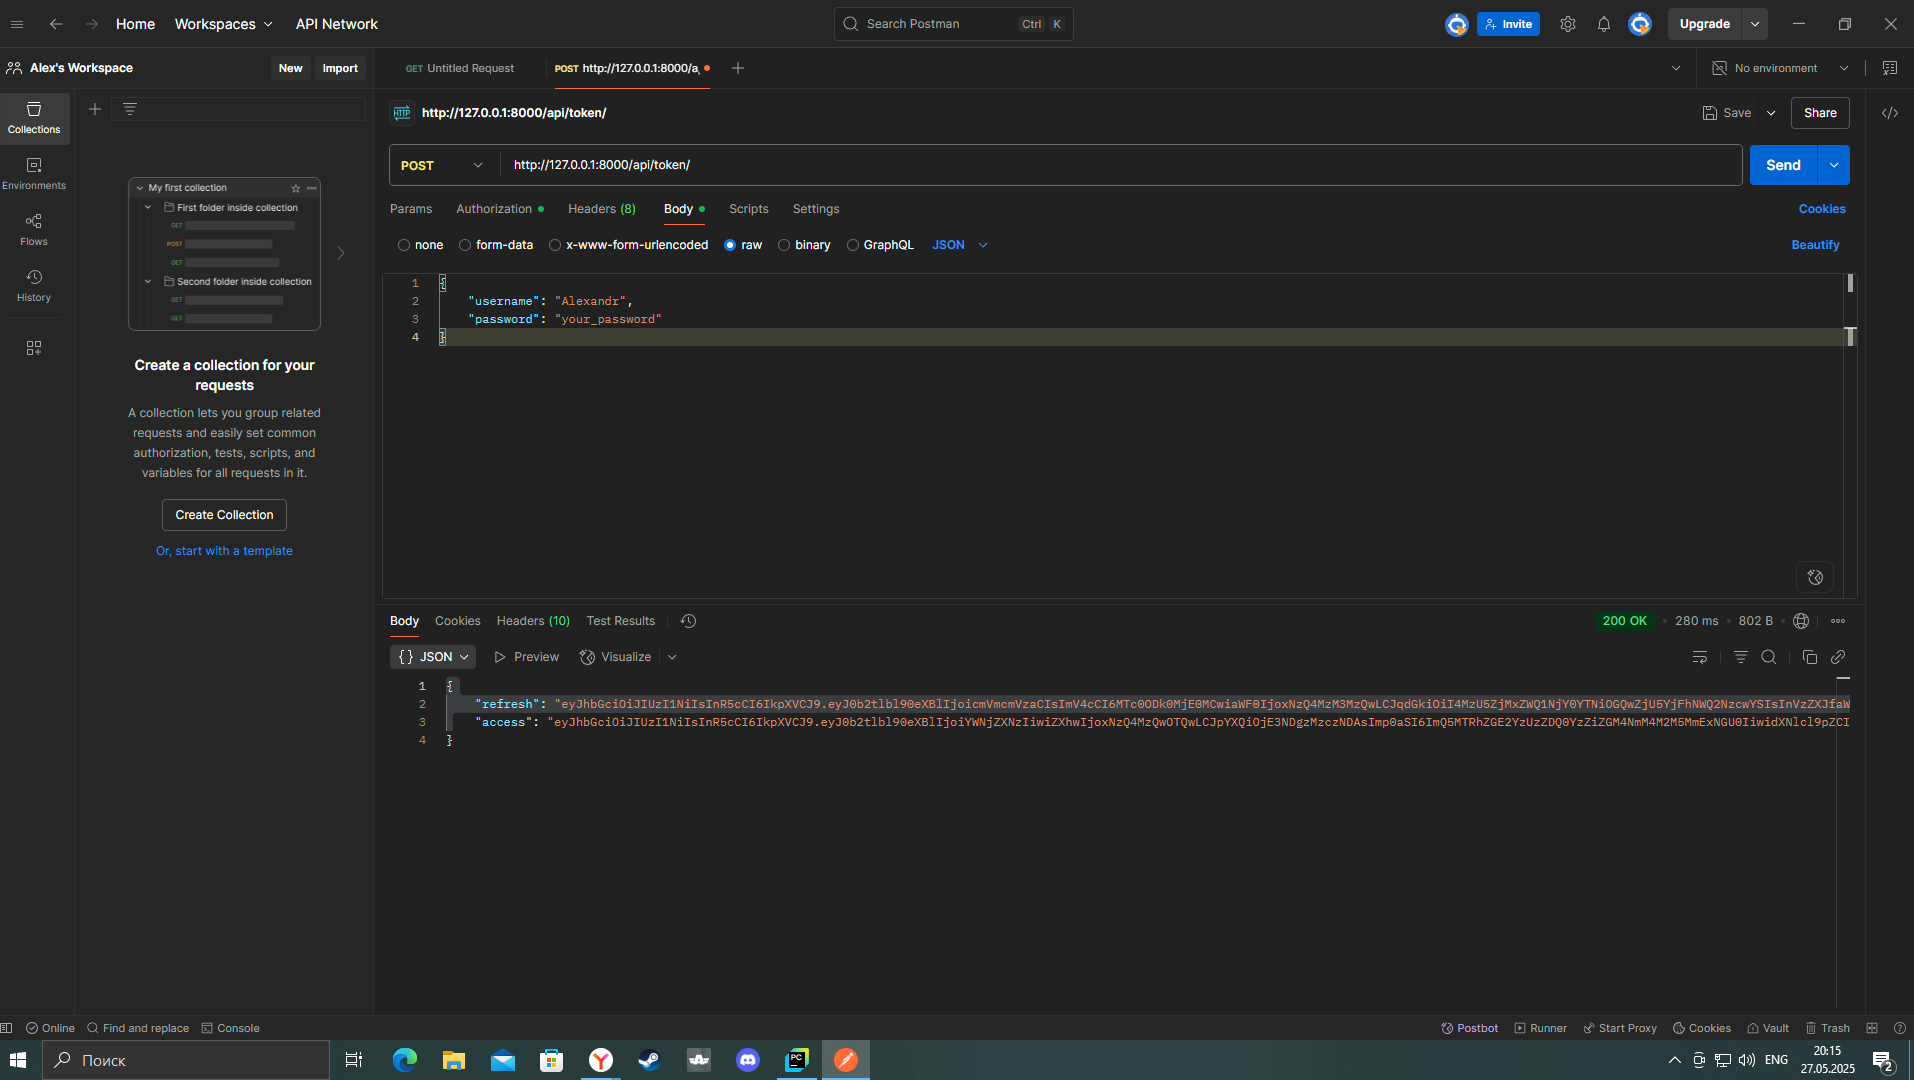 Home
Workspaces
API Network
Search Postman
Ctrl K
Invite
Upgrade
Alex's Workspace
New
Import
GET Untitled Request
POST http://127.0.0.1:8000/a
No environment
Collections
Environments
Flows
History
My first collection
First folder inside collection
GET
POST
GET
Second folder inside collection
GET
GET
Create a collection for your
requests
A collection lets you group related
requests and easily set common
authorization, tests, scripts, and
variables for all requests in it.
Create Collection
Or, start with a template
HTTP http://127.0.0.1:8000/api/token/
Save
Share
POST
http://127.0.0.1:8000/api/token/
Send
Params
Authorization
Headers (8)
Body
Scripts
Settings
Cookies
none
form-data
x-www-form-urlencoded
raw
binary
GraphQL
JSON
Beautify
1 {
2 "username": "Alexandr",
3 "password": "your_password"
4 }
Body
Cookies
Headers (10)
Test Results
200 OK
280 ms
802 B
{} JSON
Preview
Visualize
1 {
2 "refresh":
3 "access":
4 }
Online
Find and replace
Console
Postbot
Runner
Start Proxy
Cookies
Vault
Trash
Поиск
PC
ENG
20:15
27.05.2025
2